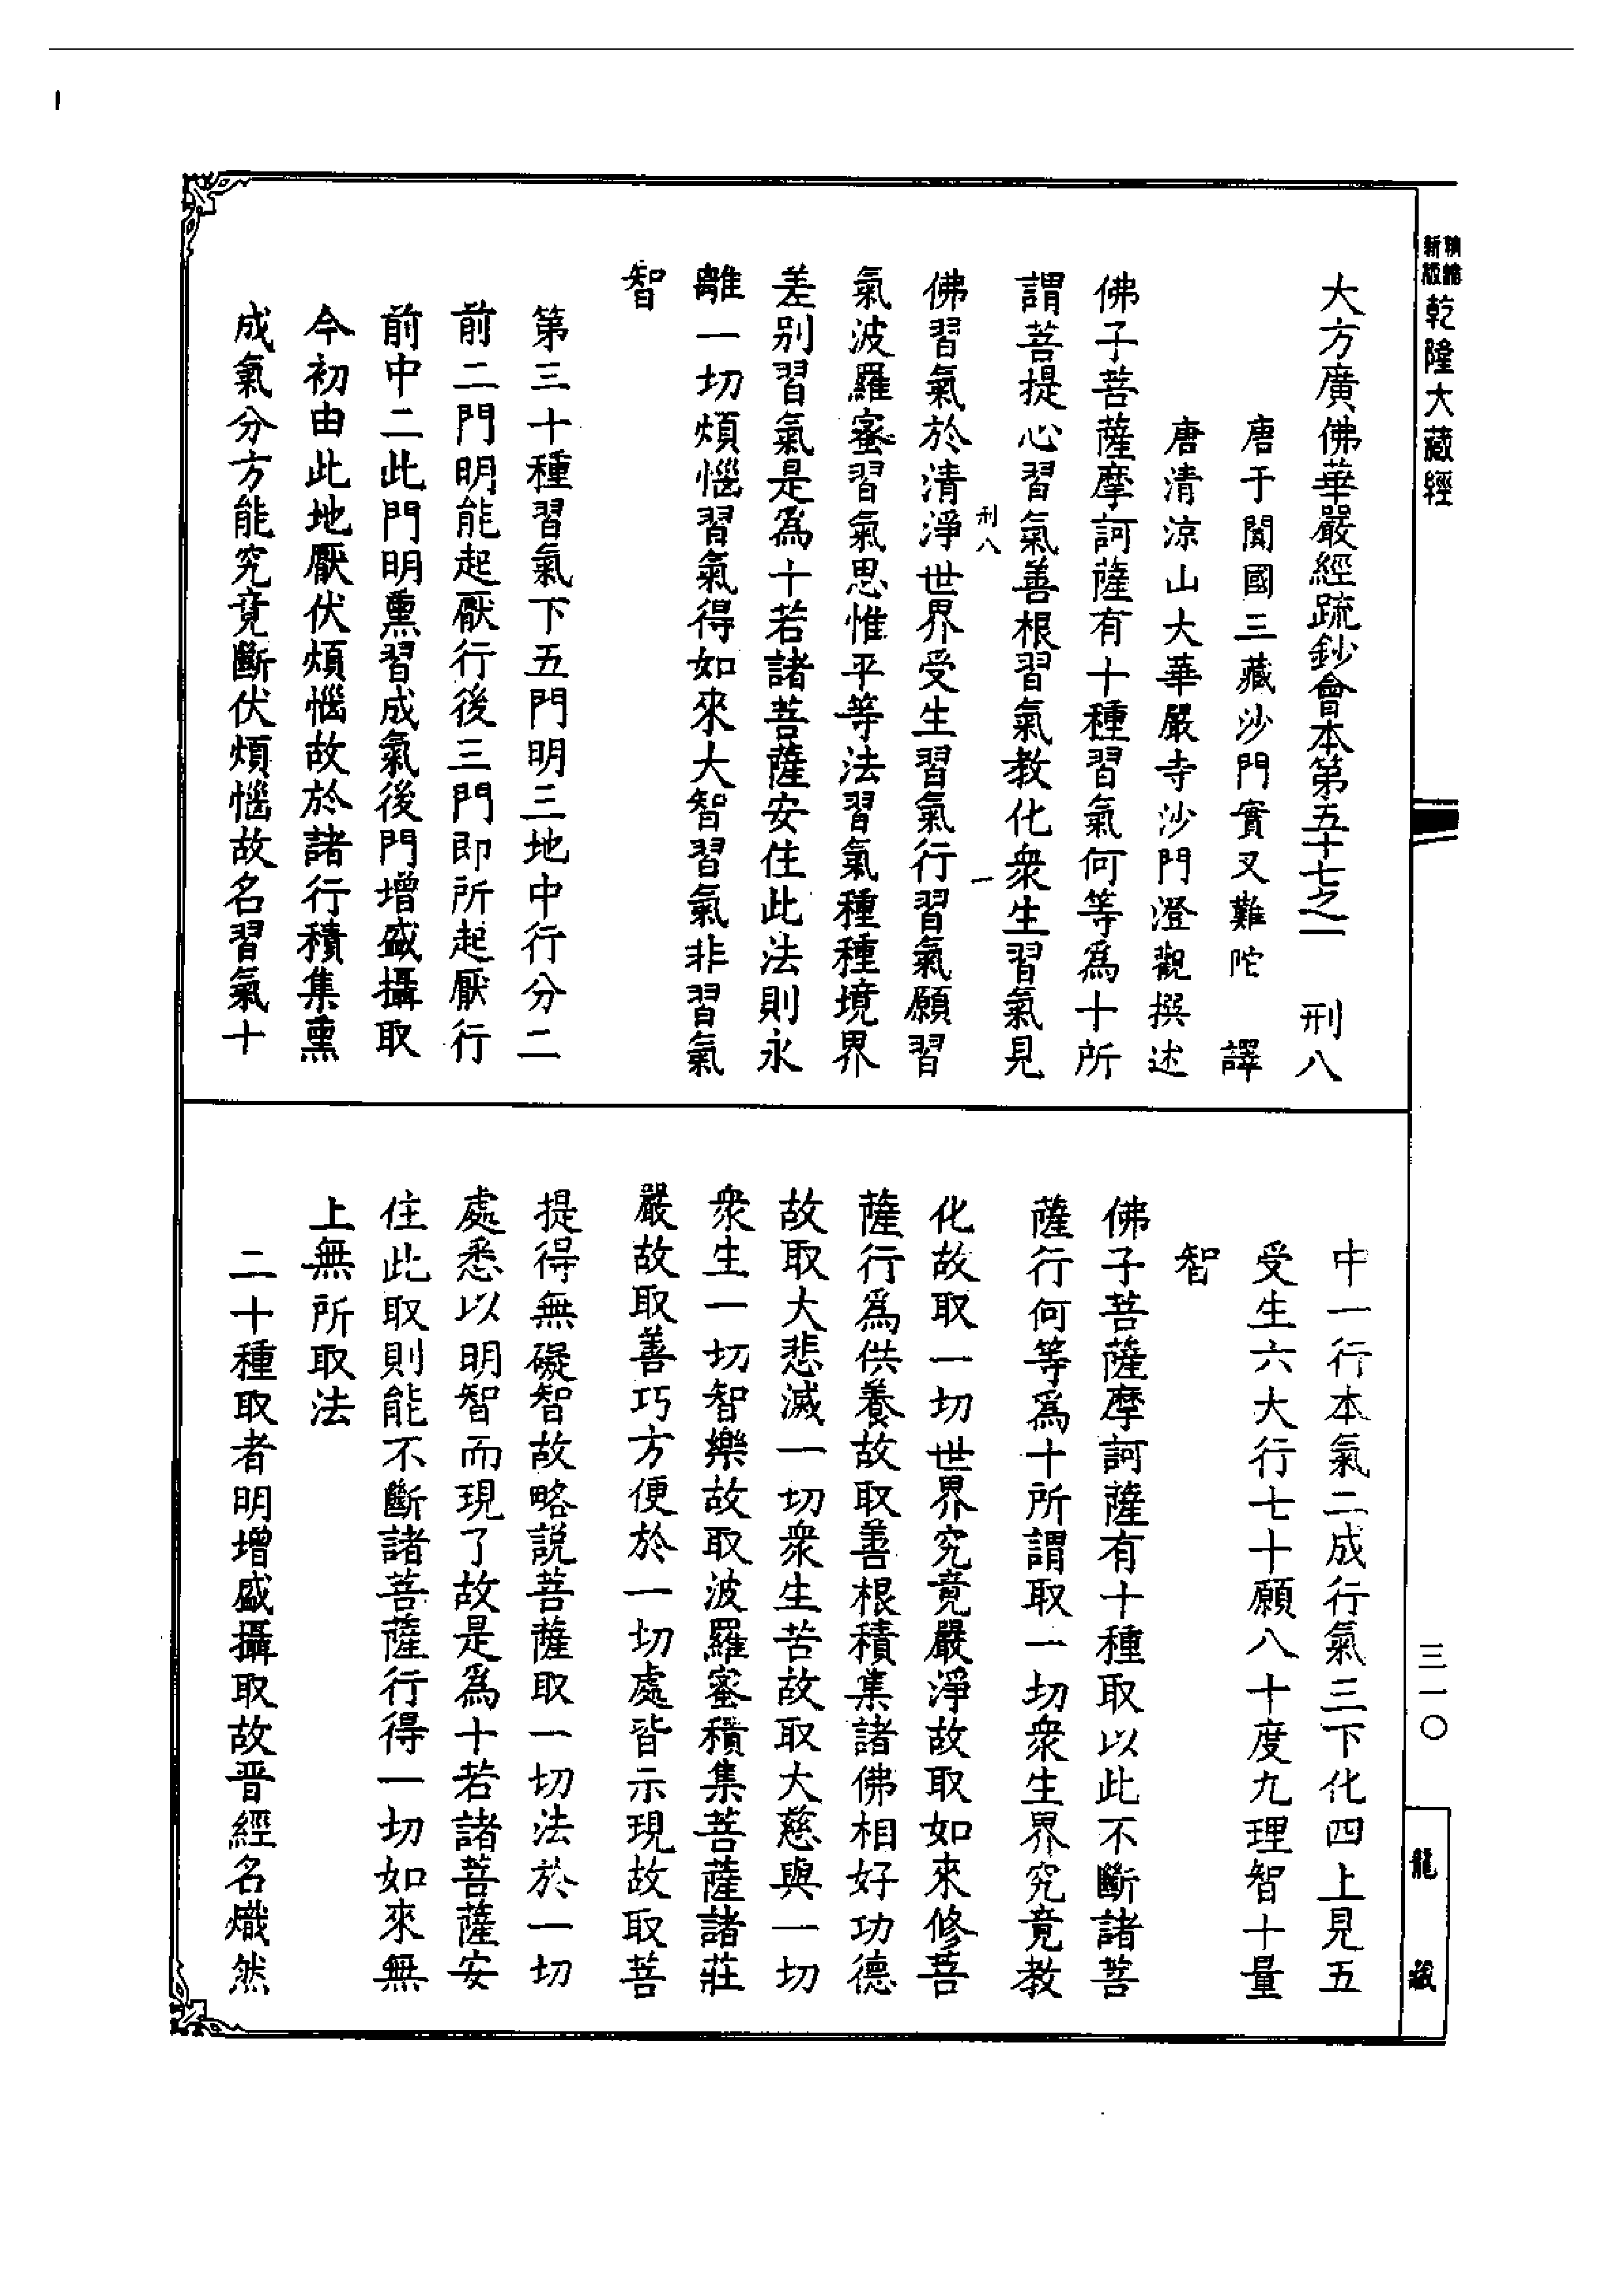 新版
精縮
乾隆大藏經
大方廣佛華嚴經疏鈔會本第五十七之一 刑八
唐于闐國三藏沙門實叉難陀 譯
唐清涼山大華嚴寺沙門澄觀撰述
佛子菩薩摩訶薩有十種習氣何等為十所
謂菩提心習氣善根習氣教化衆生習氣見
刑八 一
佛習氣於清淨世界受生習氣行習氣願習
氣波羅蜜習氣思惟平等法習氣種種境界
差別習氣是為十若諸菩薩安住此法則永
離一切煩惱習氣得如來大智習氣非習氣
智
第三十種習氣下五門明三地中行分二
前二門明能起厭行後三門即所起厭行
前中二此門明熏習成氣後門增盛攝取
今初由此地厭伏煩惱故於諸行積集熏
成氣分方能究竟斷伏煩惱故名習氣十
中一行本氣二成行氣三下化四上見五
受生六大行七十願八十度九理智十量
智
佛子菩薩摩訶薩有十種取以此不斷諸菩
薩行何等爲十所謂取一切衆生界究竟教
化故取一切世界究竟嚴淨故取如來修菩
薩行爲供養故取善根積集諸佛相好功德
故取大悲滅一切衆生苦故取大慈與一切
衆生一切智樂故取波羅蜜積集菩薩諸莊
嚴故取善巧方便於一切處皆示現故取菩
提得無礙智故略説菩薩取一切法於一切
處悉以明智而現了故是爲十若諸菩薩安
住此取則能不斷諸菩薩行得一切如來無
上無所取法
二十種取者明增盛攝取故晋經名熾然
三一〇
龍藏